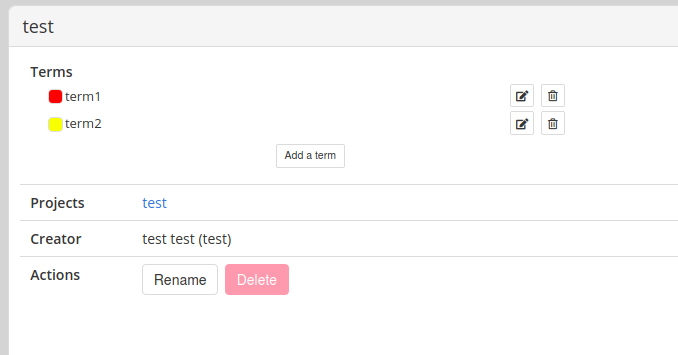 test
Terms
term1
term2
Add a term
Projects test
Creator test test (test)
Actions Rename Delete